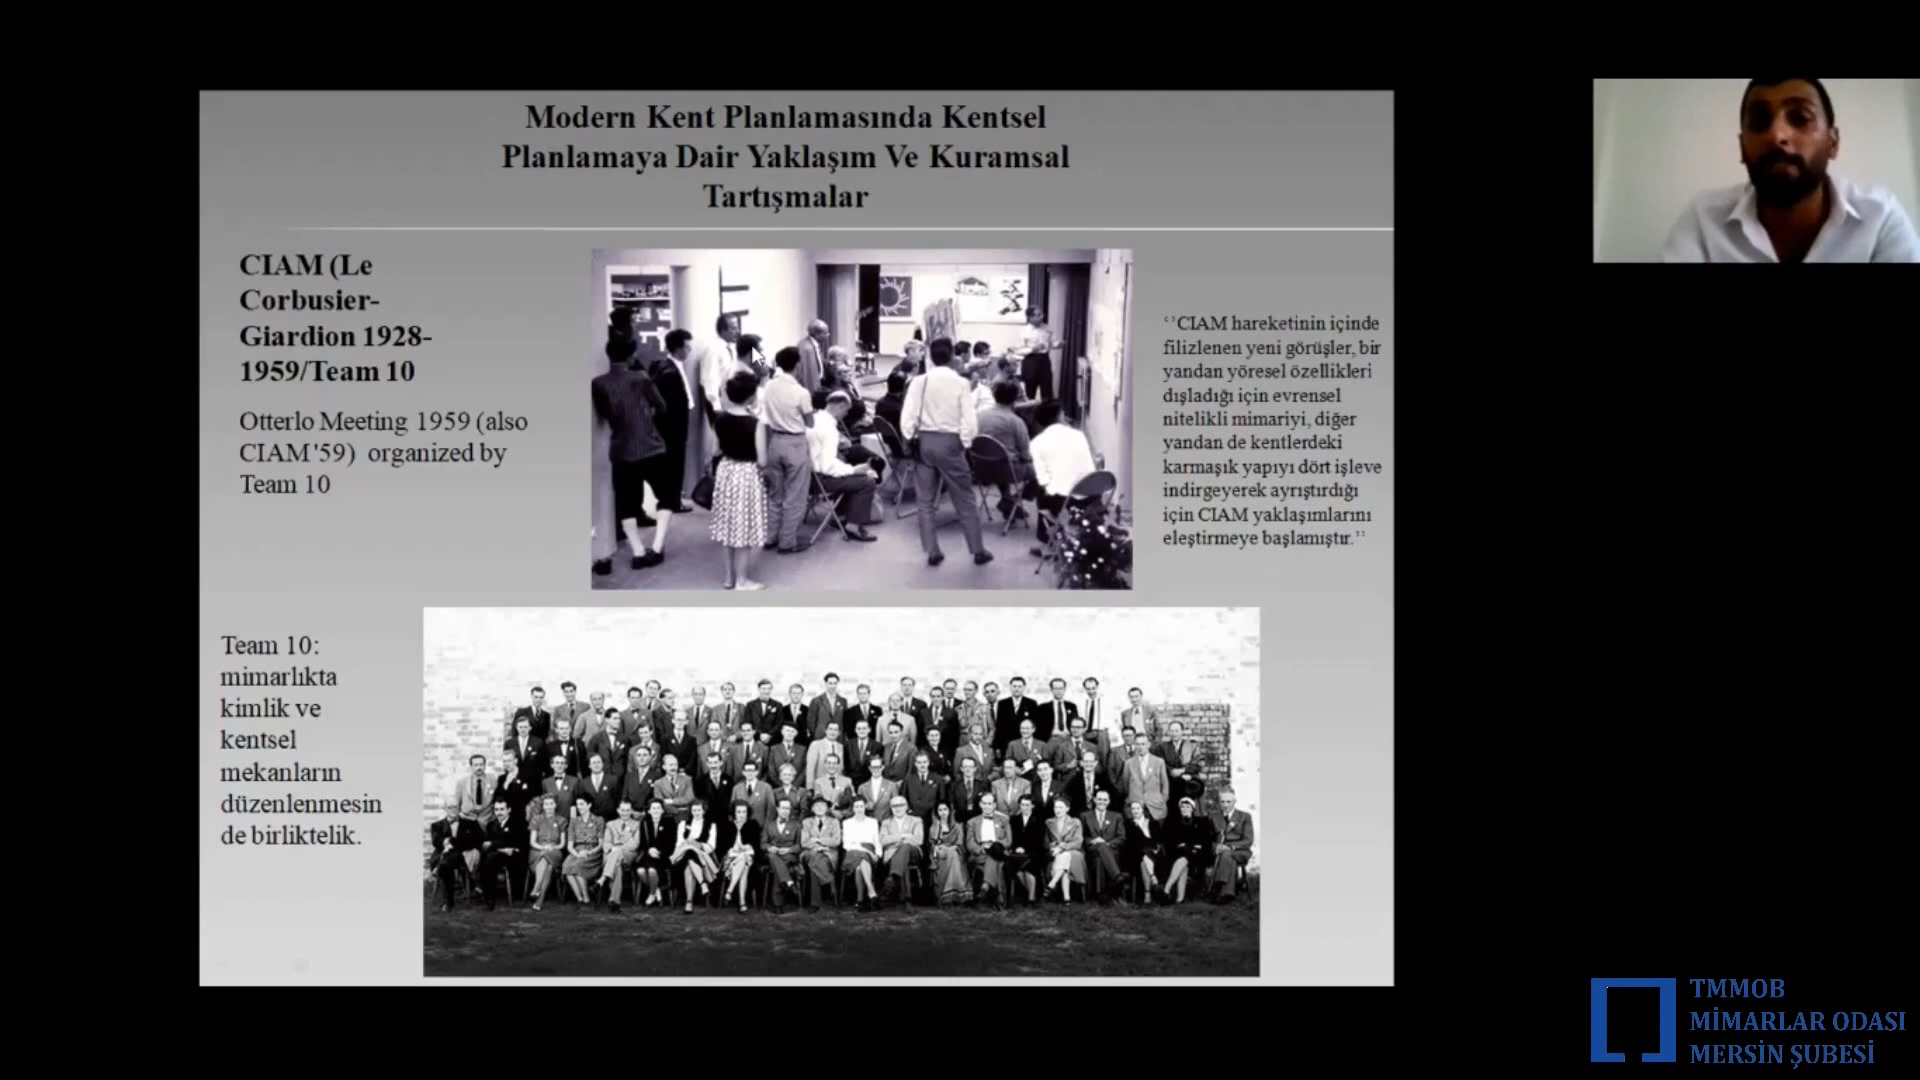 Modern Kent Planlamasında Kentsel
Planlamaya Dair Yaklaşım Ve Kuramsal
Tartışmalar
CIAM (Le
Corbusier-
Giardion 1928-
1959/Team 10
Otterlo Meeting 1959 (also
CIAM '59) organized by
Team 10
‘’CIAM hareketinin içinde
filizlenen yeni görüşler, bir
yandan yöresel özellikleri
dışladığı için evrensel
nitelikli mimariyi, diğer
yandan de kentlerdeki
karmaşık yapıyı dört işleve
indirgeyerek ayrıştırdığı
için CIAM yaklaşımlarını
eleştirmeye başlamıştır.’’
Team 10:
mimarlıkta
kimlik ve
kentsel
mekanların
düzenlenmesin
de birliktelik.
TMMOB
MİMARLAR ODASI
MERSİN ŞUBESİ